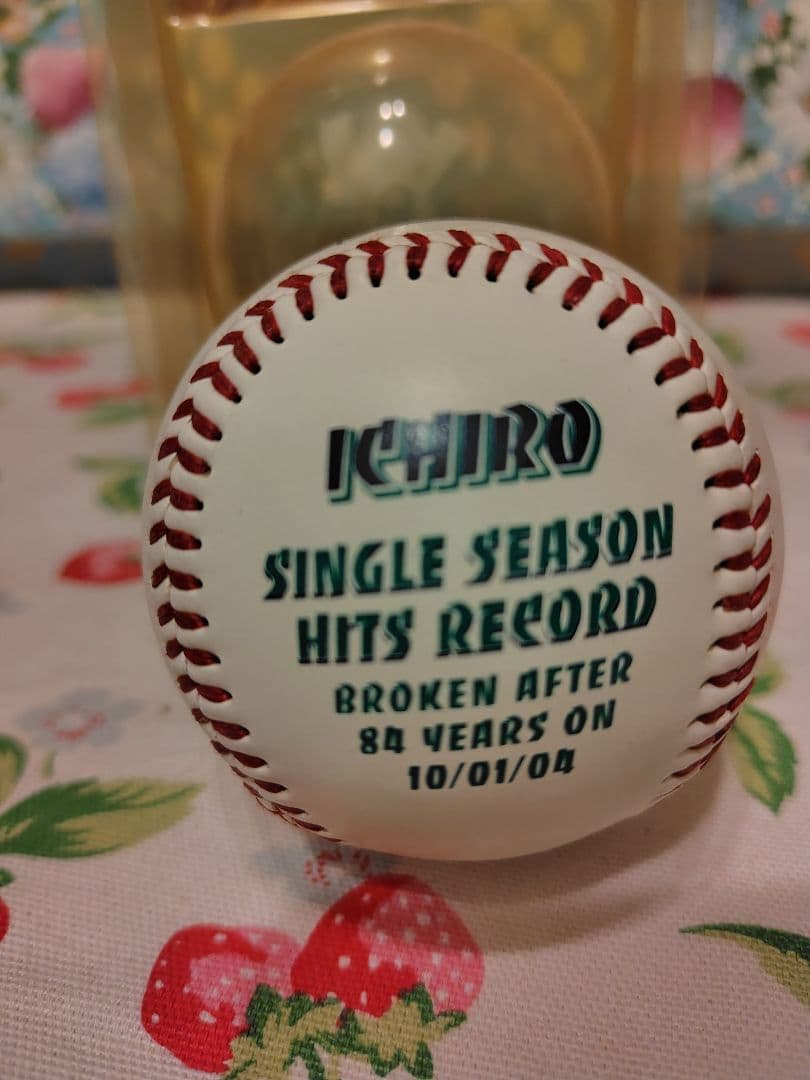 ICHIRO
SINGLE SEASON
HITS RECORD
BROKEN AFTER
84 YEARS ON
10/01/04